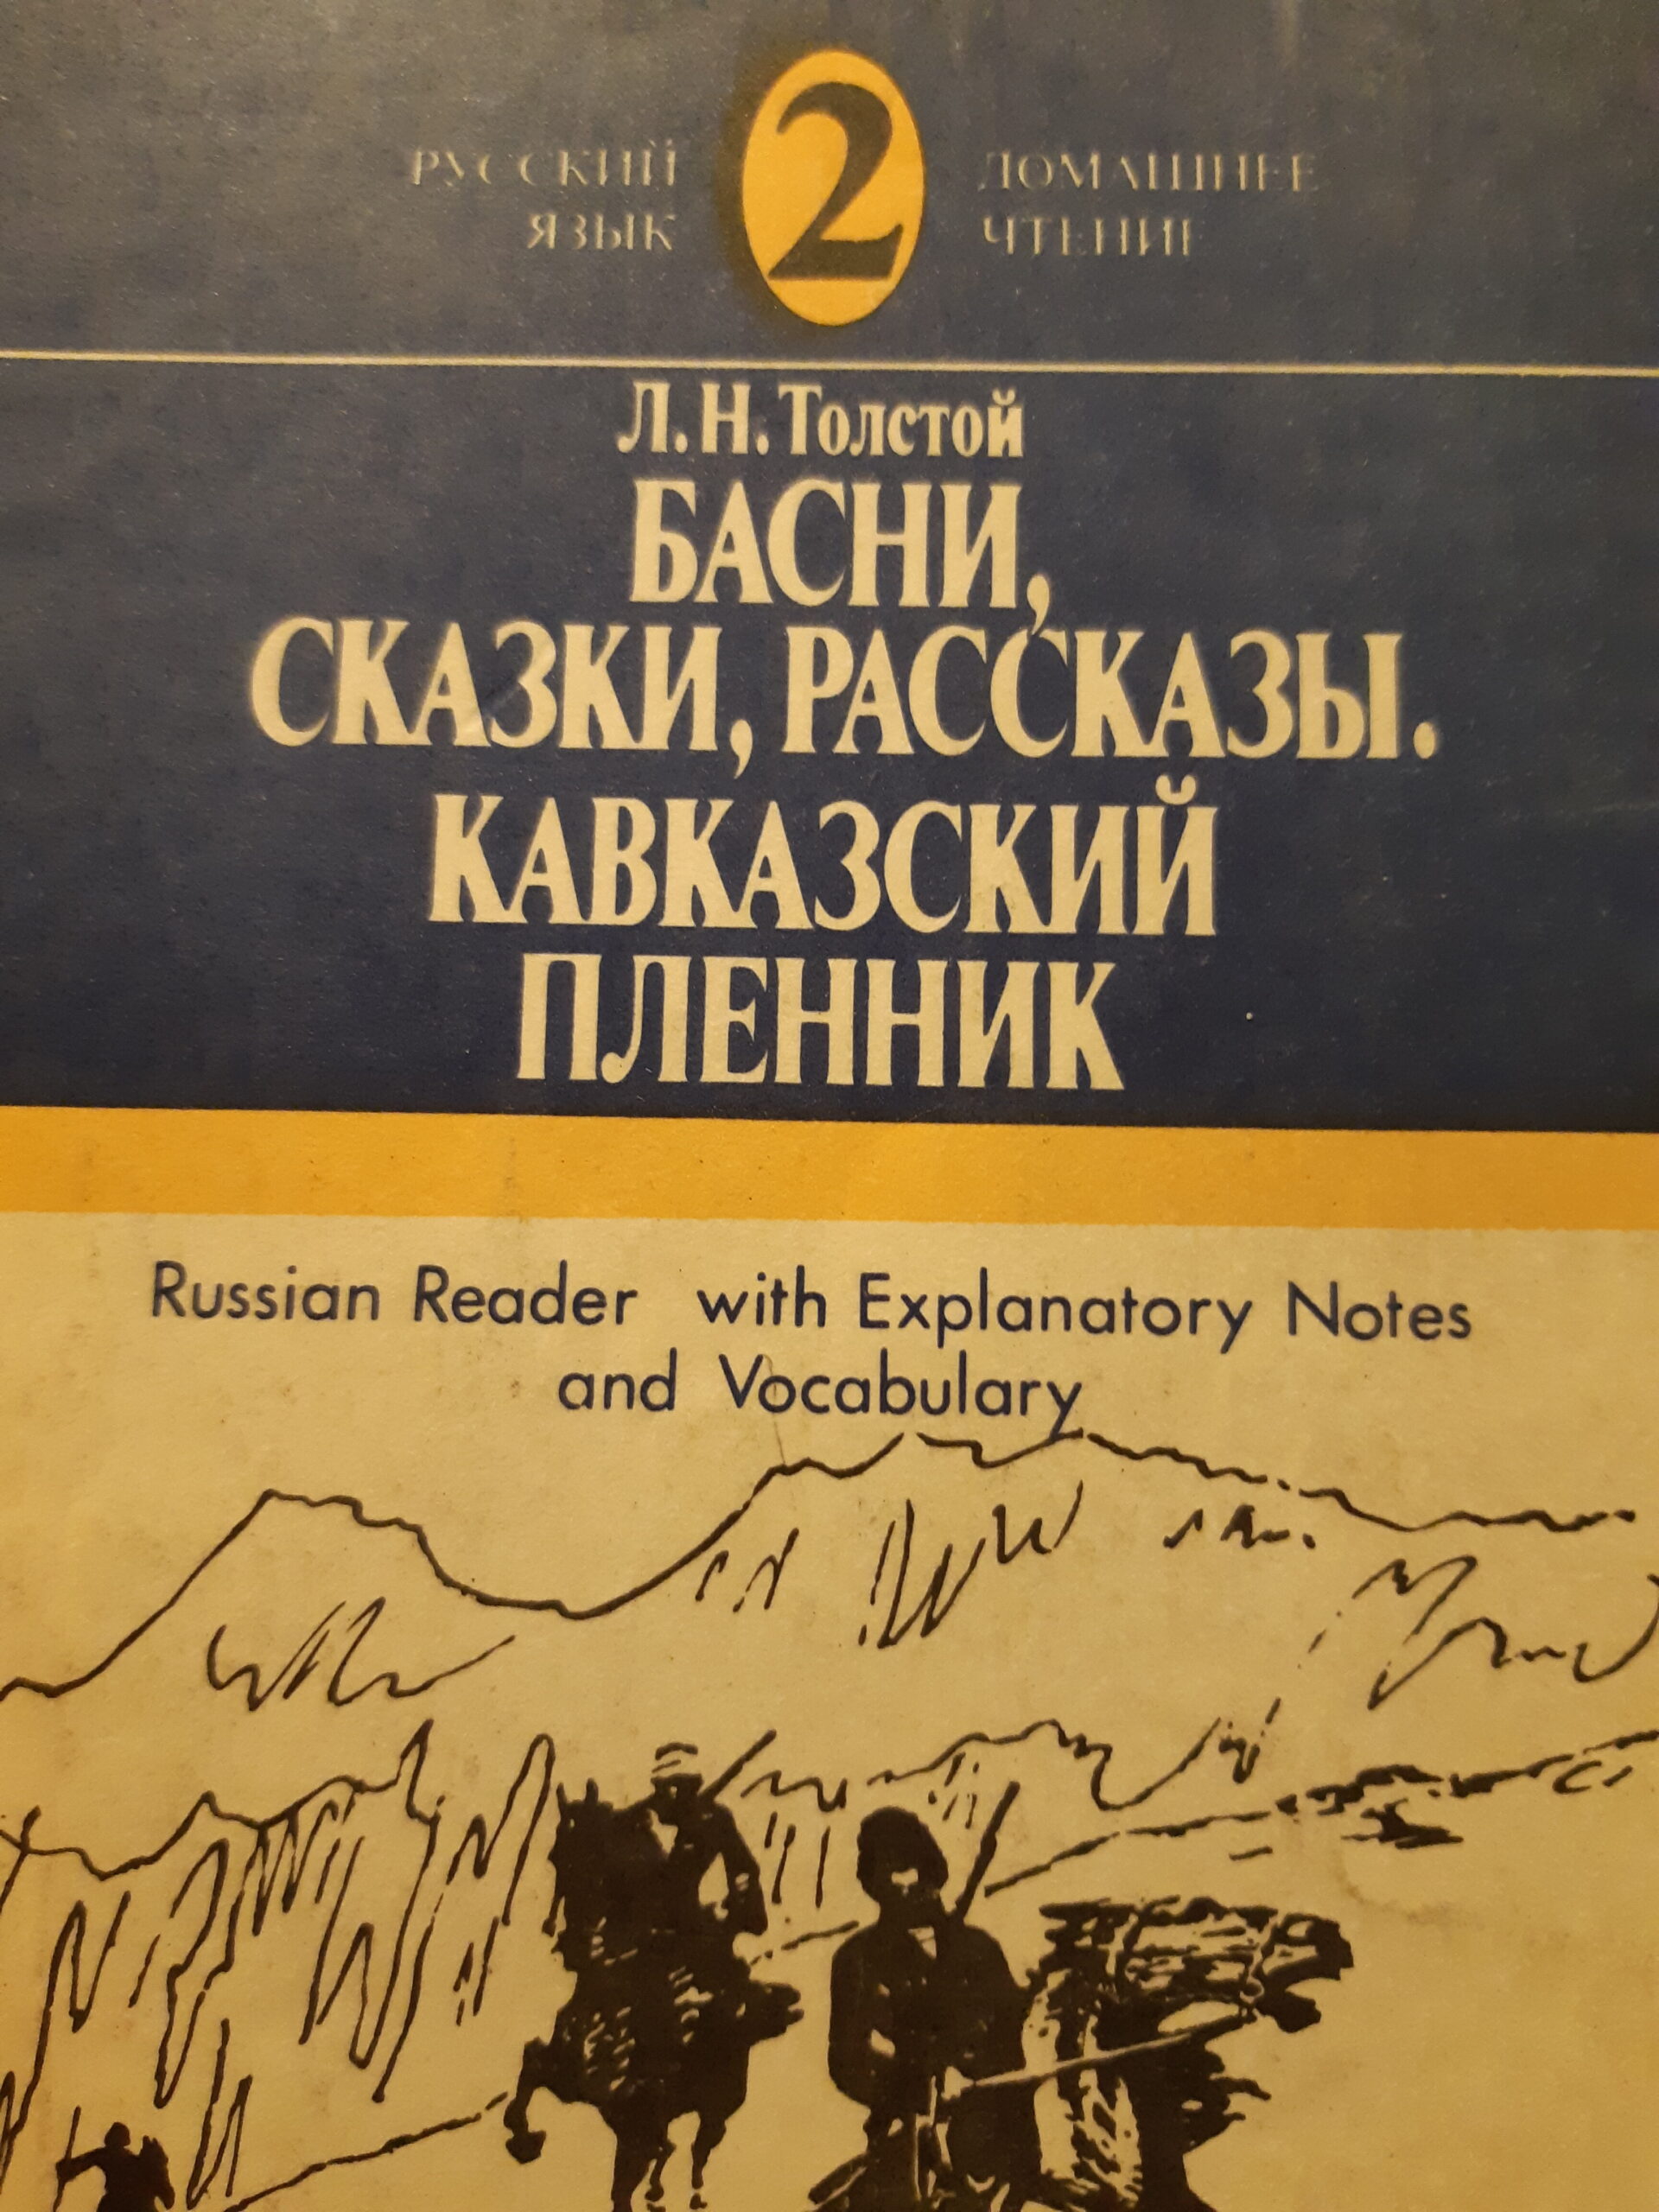 РУССКИЙ
ЯЗЫК
2
ДОМАШНЕЕ
ЧТЕНИЕ
Л. Н. Толстой
БАСНИ,
СКАЗКИ, РАССКАЗЫ.
КАВКАЗСКИЙ
ПЛЕННИК
Russian Reader with Explanatory Notes
and Vocabulary